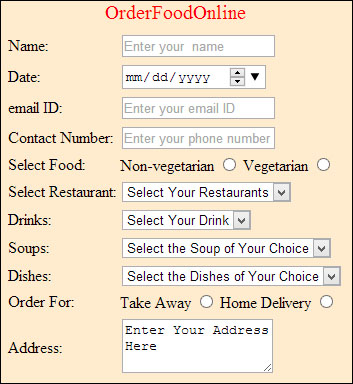 OrderFoodOnline
Name: Enter your  name
Date: mm/dd/yyyy
email ID: Enter your email ID
Contact Number: Enter your phone number
Select Food: Non-vegetarian Vegetarian
Select Restaurant: Select Your Restaurants
Drinks: Select Your Drink
Soups: Select the Soup of Your Choice
Dishes: Select the Dishes of Your Choice
Order For: Take Away Home Delivery
Address: Enter Your Address
Here